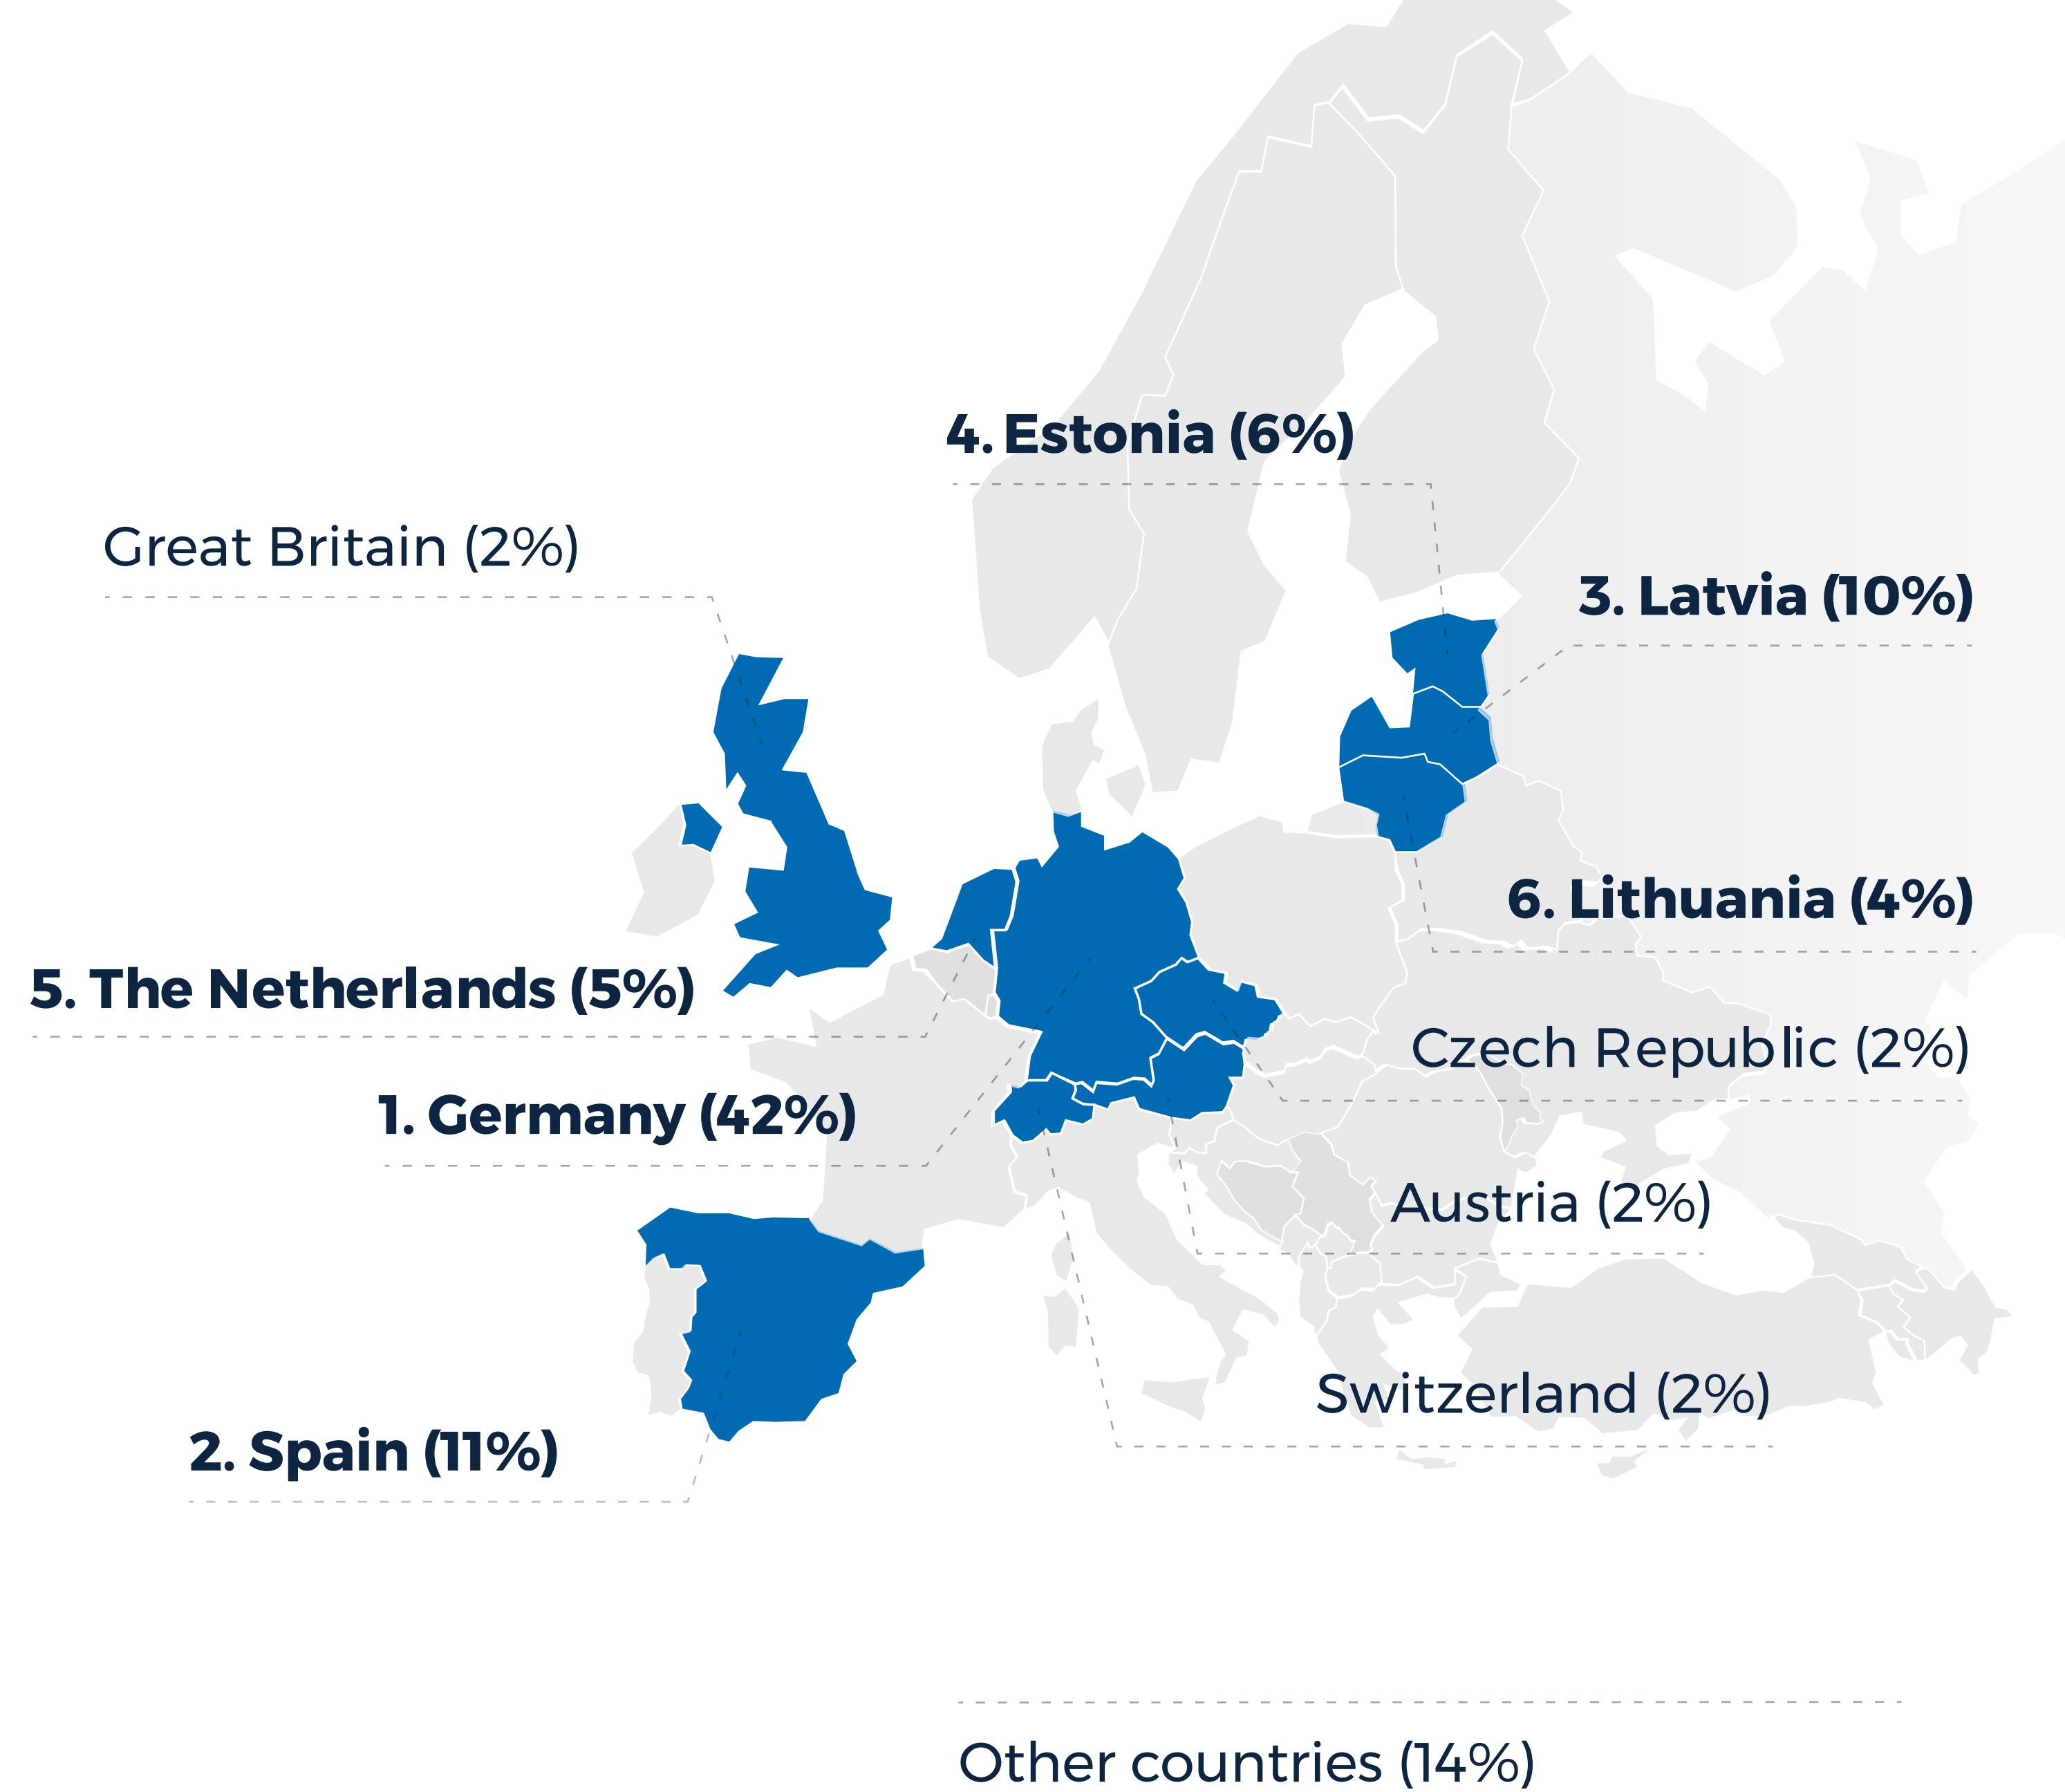 4. Estonia (6%)
Great Britain (2%)
3. Latvia (10%)
6. Lithuania (4%)
5. The Netherlands (5%)
Czech Republic (2%)
1. Germany (42%)
Austria (2%)
Switzerland (2%)
2. Spain (11%)
Other countries (14%)